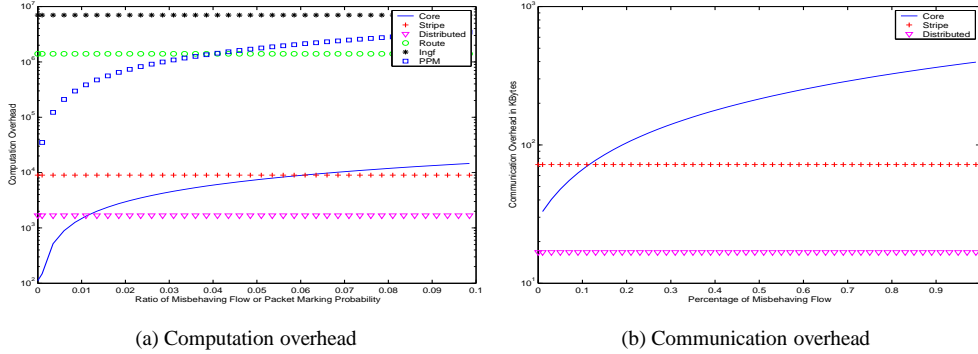 10^7
10^6
10^5
10^4
10^3
10^2
Computation Overhead
Core
Stripe
Distributed
Route
Ingf
PPM
0 0.01 0.02 0.03 0.04 0.05 0.06 0.07 0.08 0.09 0.1
Ratio of Misbehaving Flow or Packet Marking Probability
(a) Computation overhead
10^3
10^2
10^1
Communication Overhead in KBytes
Core
Stripe
Distributed
0 0.1 0.2 0.3 0.4 0.5 0.6 0.7 0.8 0.9
Percentage of Misbehaving Flow
(b) Communication overhead